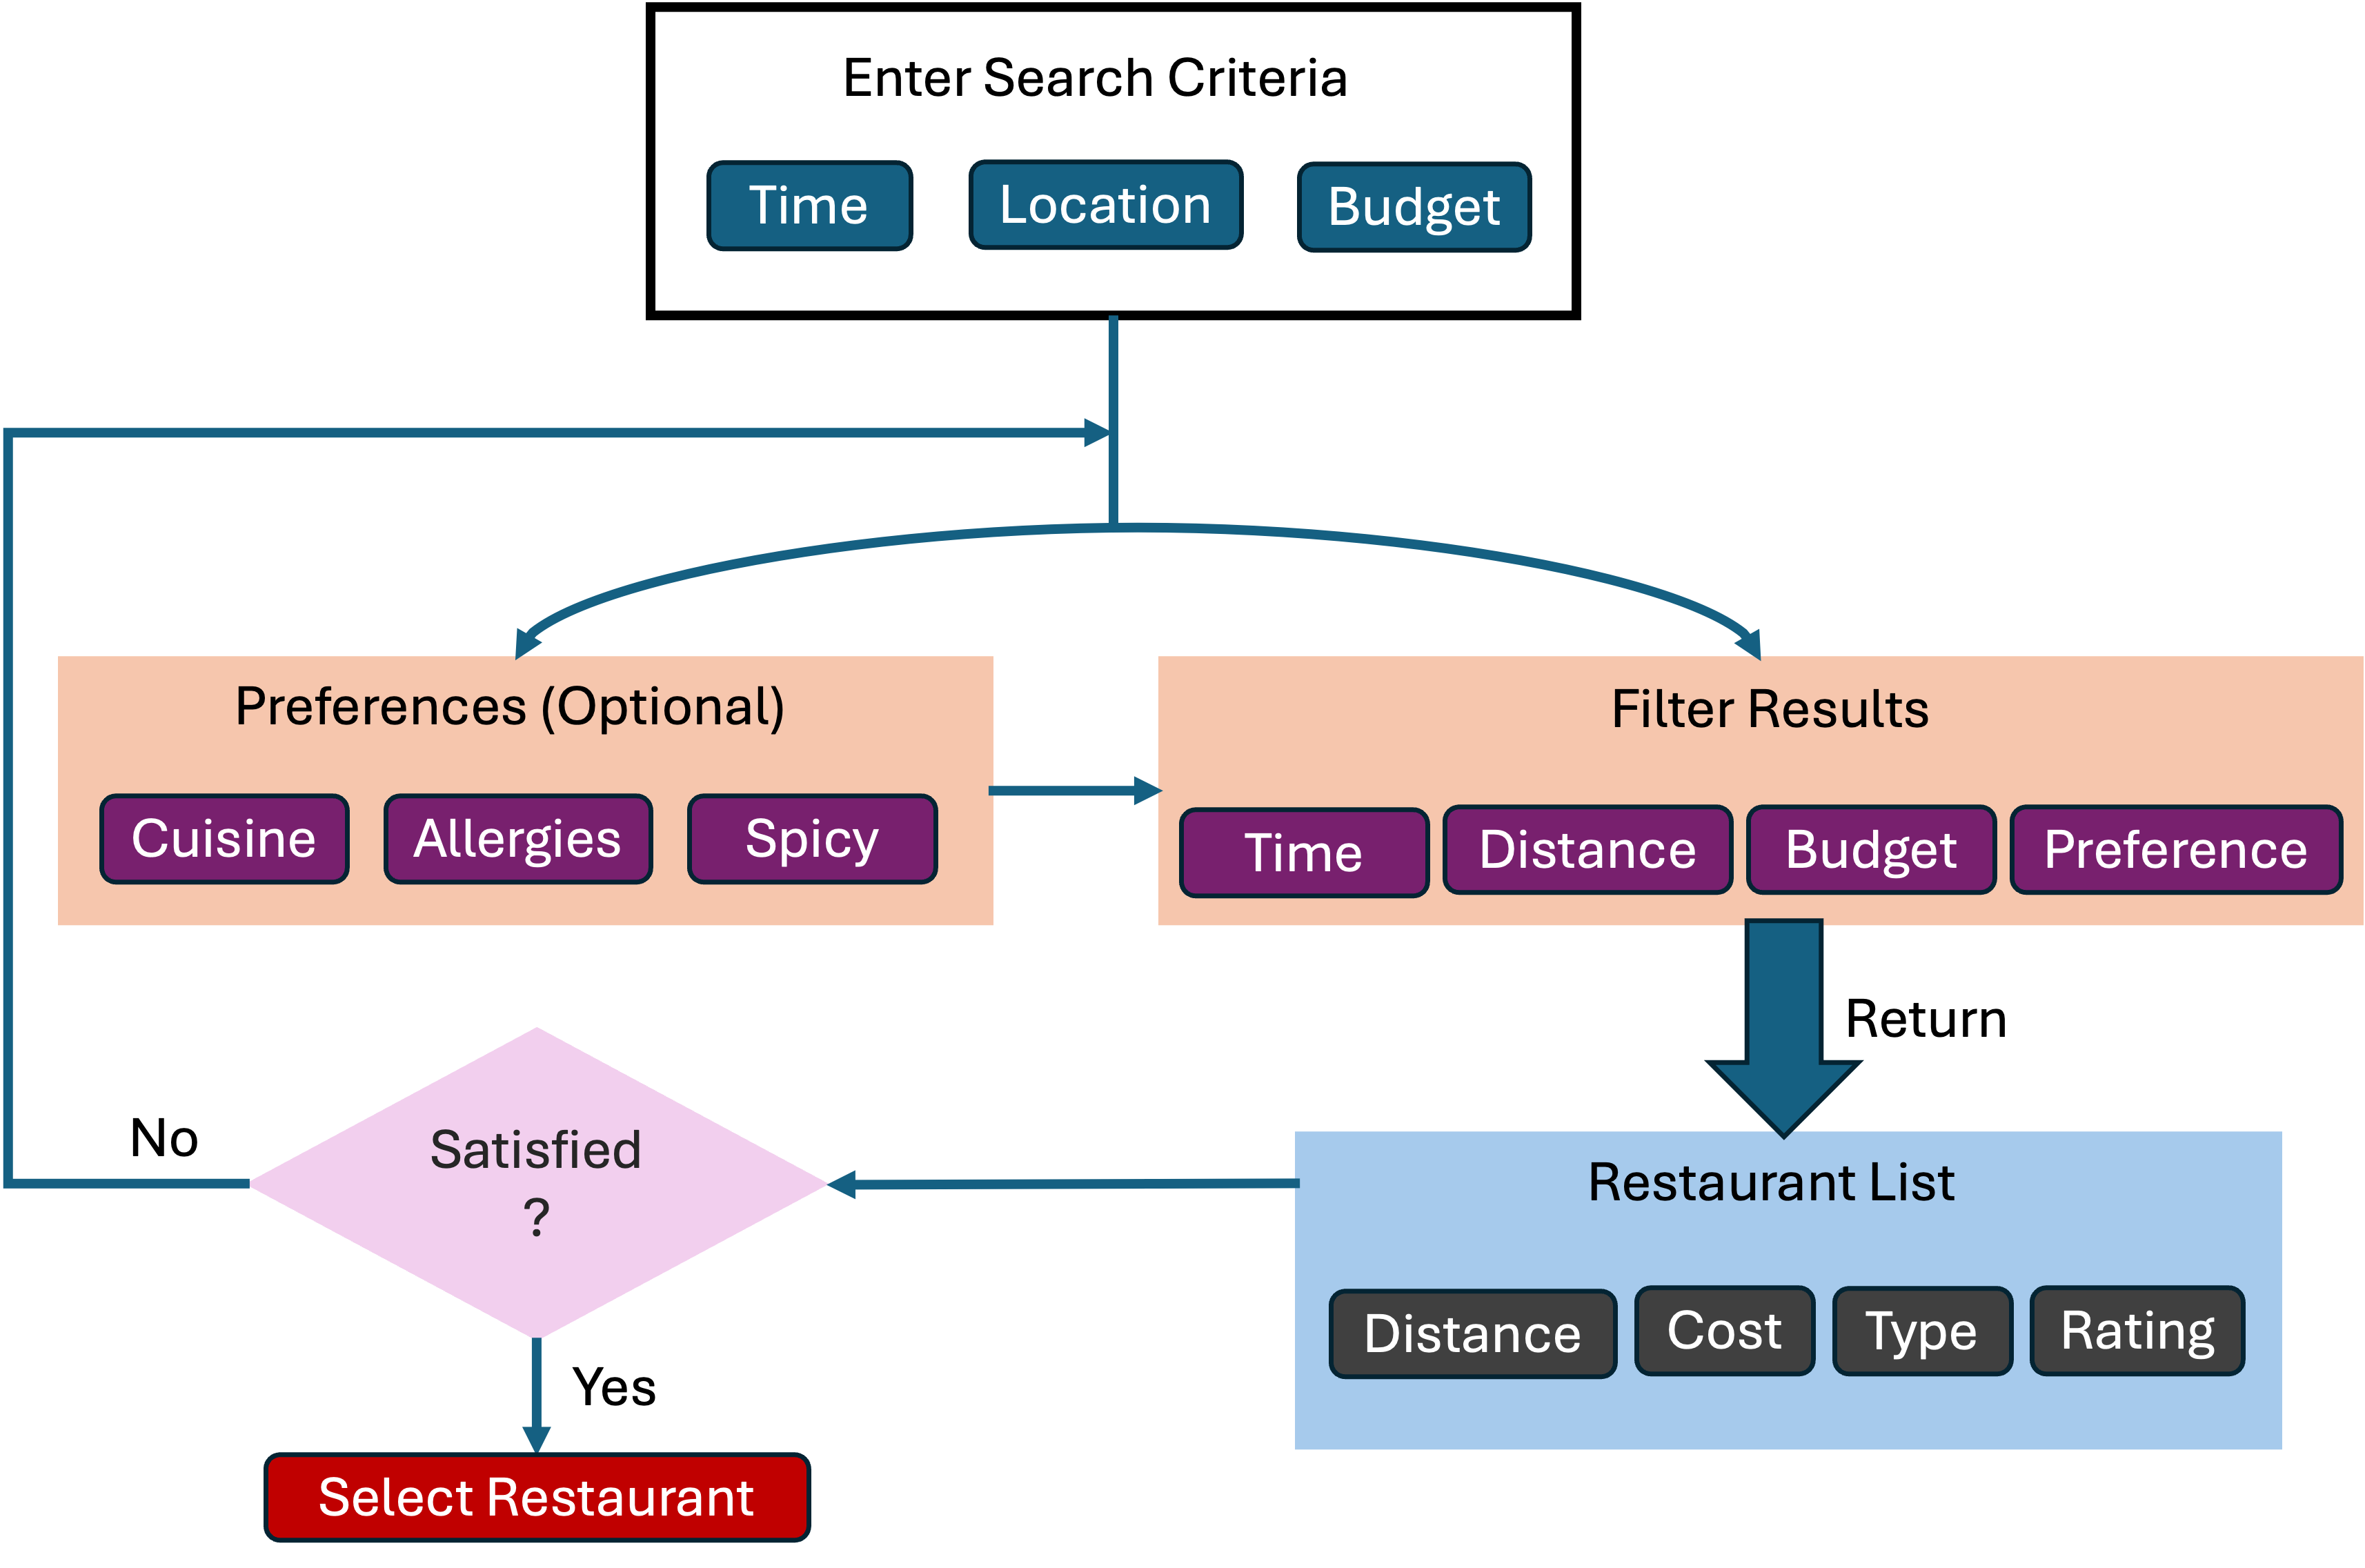 Enter Search Criteria
Time Location Budget
Preferences (Optional)
Cuisine Allergies Spicy
Filter Results
Time Distance Budget Preference
Return
Restaurant List
Distance Cost Type Rating
Satisfied
?
No
Yes
Select Restaurant